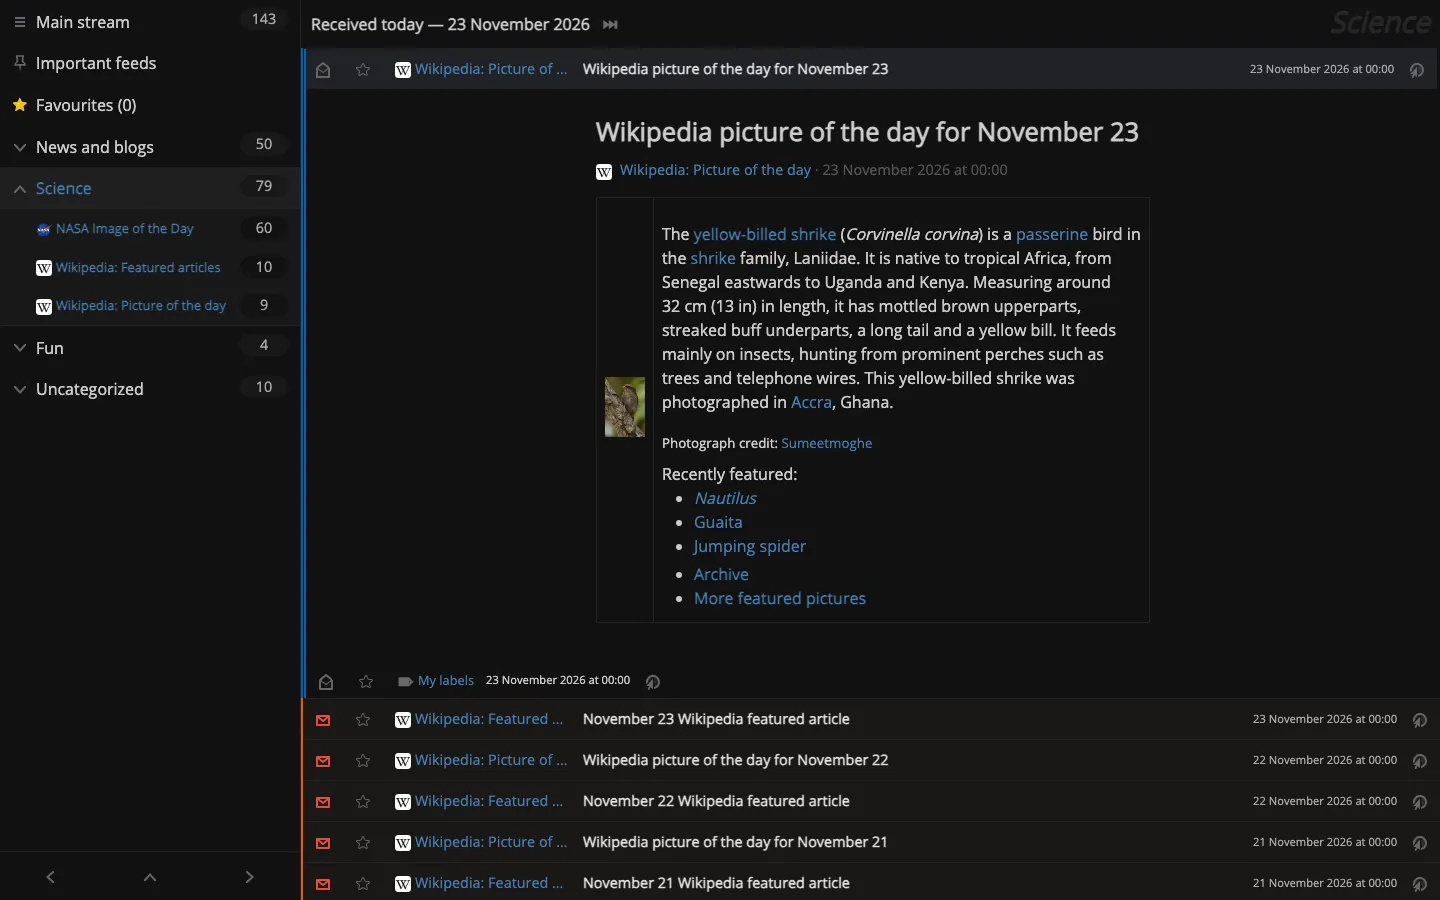 Main stream
143
Important feeds
Favourites (0)
News and blogs
50
Science
79
NASA Image of the Day
60
Wikipedia: Featured articles
10
Wikipedia: Picture of the day
9
Fun
4
Uncategorized
10
Received today — 23 November 2026
Science
Wikipedia: Picture of ...
Wikipedia picture of the day for November 23
23 November 2026 at 00:00
Wikipedia picture of the day for November 23
Wikipedia: Picture of the day · 23 November 2026 at 00:00
The yellow-billed shrike (Corvinella corvina) is a passerine bird in
the shrike family, Laniidae. It is native to tropical Africa, from
Senegal eastwards to Uganda and Kenya. Measuring around
32 cm (13 in) in length, it has mottled brown upperparts,
streaked buff underparts, a long tail and a yellow bill. It feeds
mainly on insects, hunting from prominent perches such as
trees and telephone wires. This yellow-billed shrike was
photographed in Accra, Ghana.
Photograph credit: Sumeetmoghe
Recently featured:
Nautilus
Guaita
Jumping spider
Archive
More featured pictures
My labels
23 November 2026 at 00:00
Wikipedia: Featured ...
November 23 Wikipedia featured article
23 November 2026 at 00:00
Wikipedia: Picture of ...
Wikipedia picture of the day for November 22
22 November 2026 at 00:00
Wikipedia: Featured ...
November 22 Wikipedia featured article
22 November 2026 at 00:00
Wikipedia: Picture of ...
Wikipedia picture of the day for November 21
21 November 2026 at 00:00
Wikipedia: Featured ...
November 21 Wikipedia featured article
21 November 2026 at 00:00